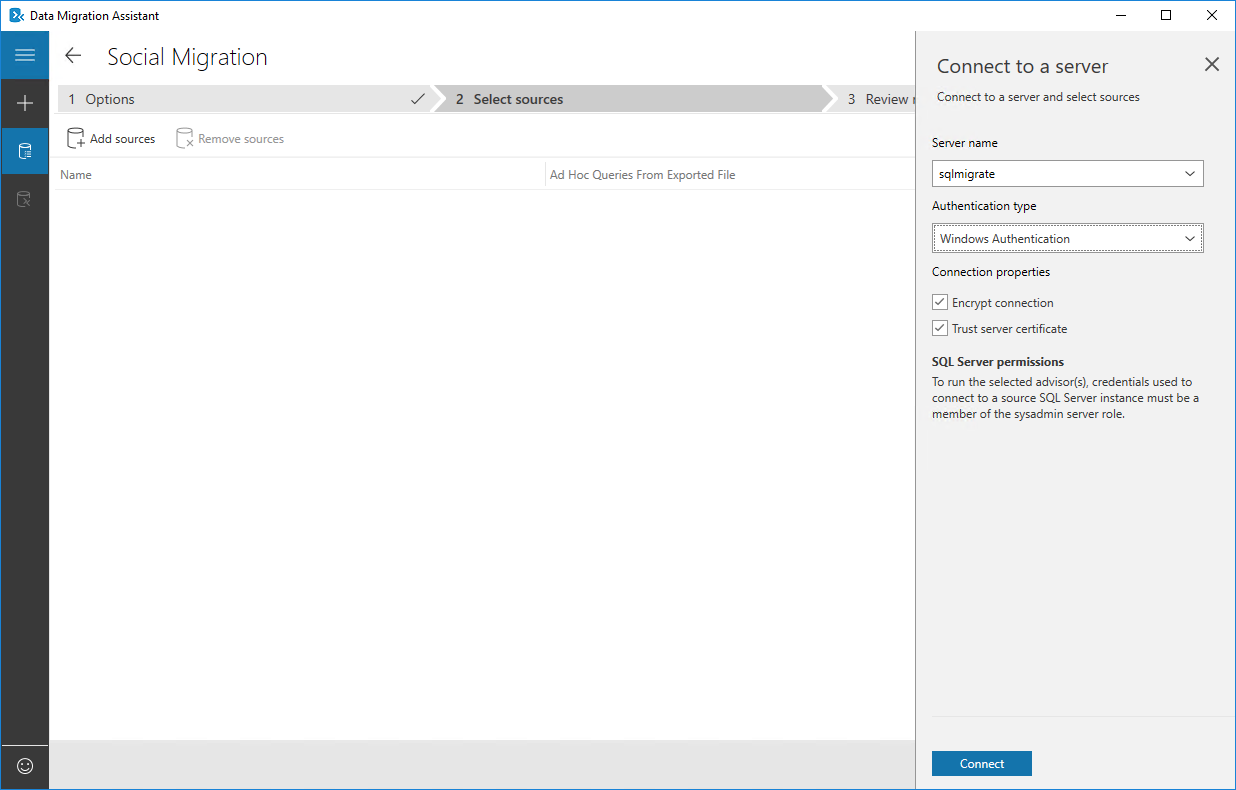 Data Migration Assistant
Social Migration
1 Options
2 Select sources
3 Review
Add sources
Remove sources
Name
Ad Hoc Queries From Exported File
Connect to a server
Connect to a server and select sources
Server name
sqlmigrate
Authentication type
Windows Authentication
Connection properties
Encrypt connection
Trust server certificate
SQL Server permissions
To run the selected advisor(s), credentials used to
connect to a source SQL Server instance must be a
member of the sysadmin server role.
Connect